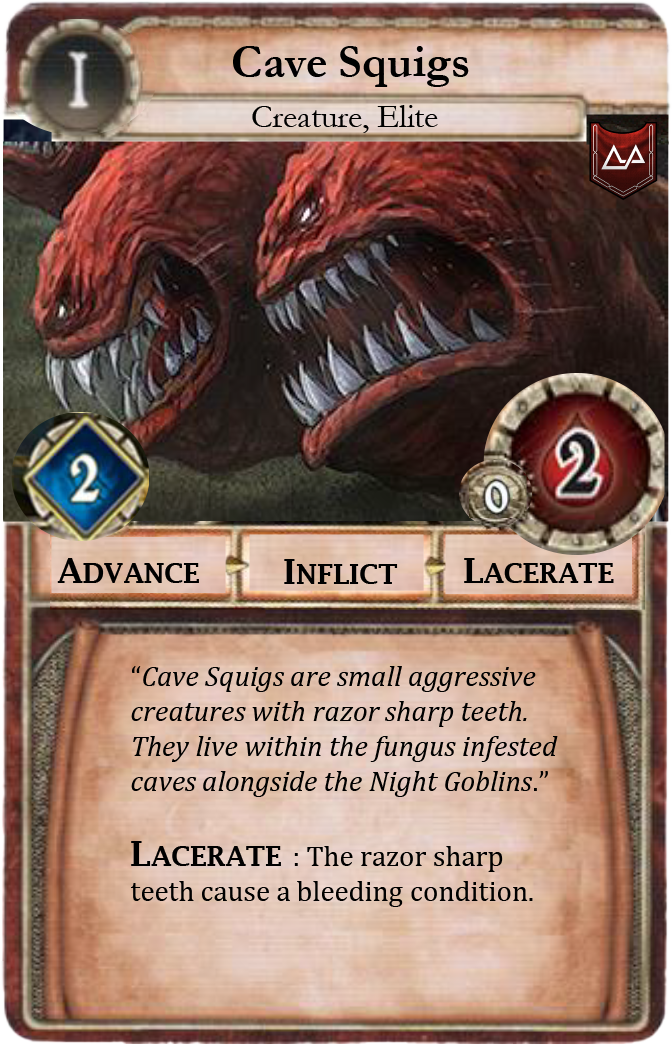 I
Cave Squigs
Creature, Elite
2
0
2
ADVANCE
INFLICT
LACERATE
“Cave Squigs are small aggressive
creatures with razor sharp teeth.
They live within the fungus infested
caves alongside the Night Goblins.”
LACERATE : The razor sharp
teeth cause a bleeding condition.